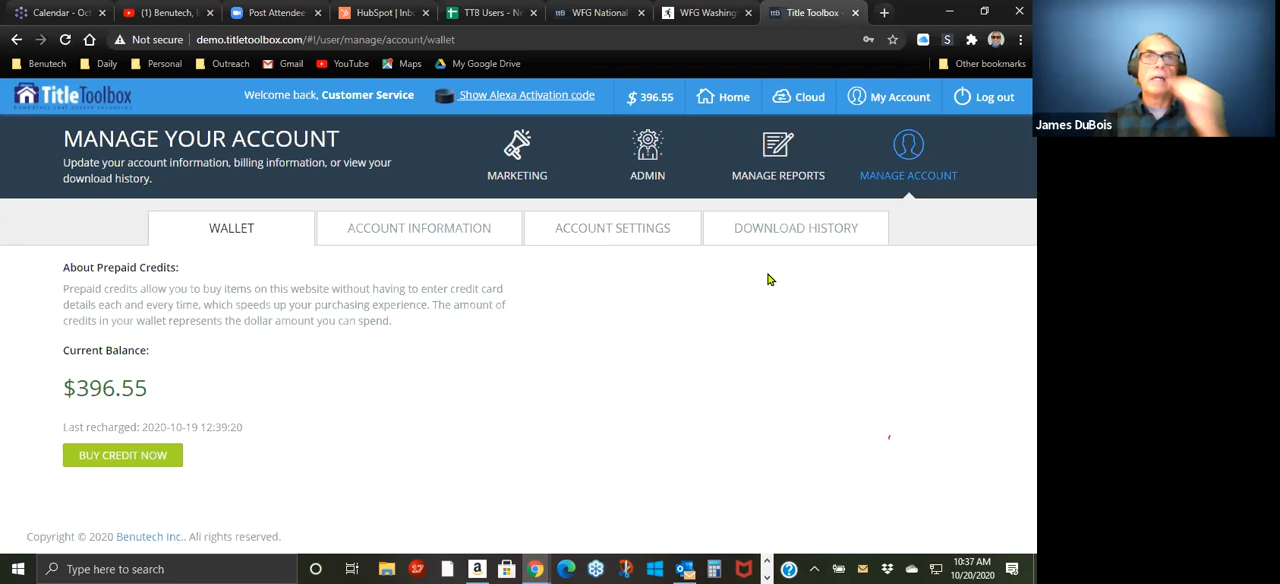 Calendar - Oct
(1) Benutech, I
Post Attendee
HubSpot | Inb
TTB Users - Ne
WFG National
WFG Washing
Title Toolbox -
Not secure
demo.titletoolbox.com/#!/user/manage/account/wallet
Benutech
Daily
Personal
Outreach
Gmail
YouTube
Maps
My Google Drive
Other bookmarks
TitleToolbox
Welcome back, Customer Service
Show Alexa Activation code
$ 396.55
Home
Cloud
My Account
Log out
James DuBois
MANAGE YOUR ACCOUNT
Update your account information, billing information, or view your
download history.
MARKETING
ADMIN
MANAGE REPORTS
MANAGE ACCOUNT
WALLET
ACCOUNT INFORMATION
ACCOUNT SETTINGS
DOWNLOAD HISTORY
About Prepaid Credits:
Prepaid credits allow you to buy items on this website without having to enter credit card
details each and every time, which speeds up your purchasing experience. The amount of
credits in your wallet represents the dollar amount you can spend.
Current Balance:
$396.55
Last recharged: 2020-10-19 12:39:20
BUY CREDIT NOW
Copyright © 2020 Benutech Inc.. All rights reserved.
Type here to search
10:37 AM
10/20/2020